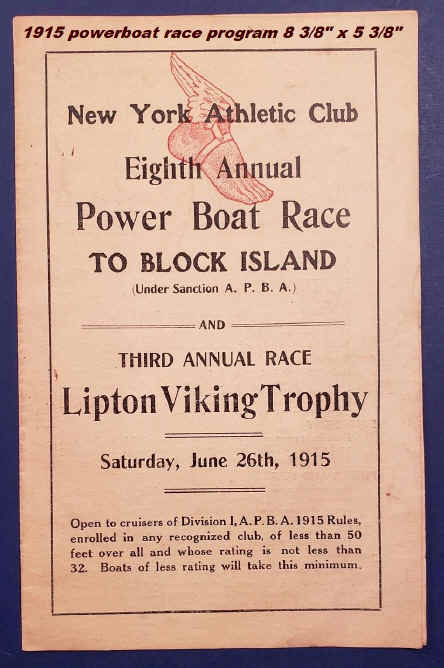 1915 powerboat race program 8 3/8" x 5 3/8"
New York Athletic Club
Eighth Annual
Power Boat Race
TO BLOCK ISLAND
(Under Sanction A. P. B. A.)
AND
THIRD ANNUAL RACE
Lipton Viking Trophy
Saturday, June 26th, 1915
Open to cruisers of Division I, A. P. B. A. 1915 Rules,
enrolled in any recognized club, of less than 50
feet over all and whose rating is not less than
32. Boats of less rating will take this minimum.